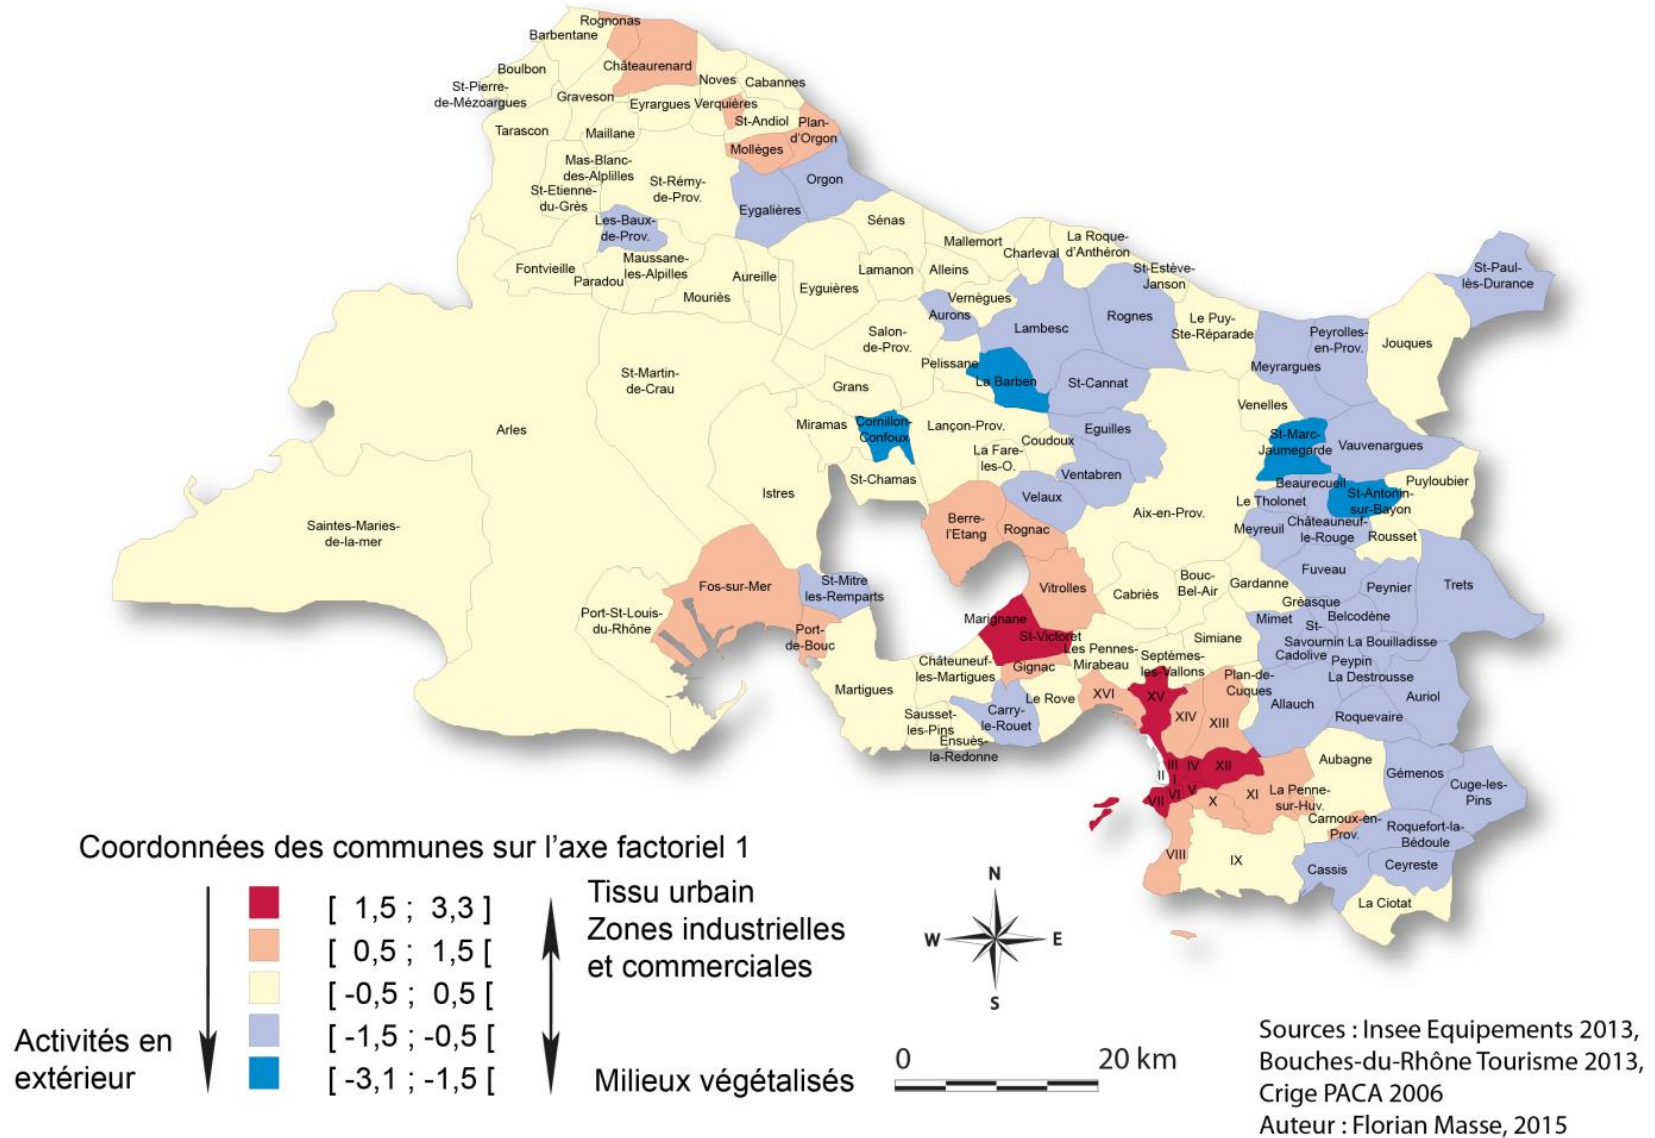 Rognonas
Barbentane
Châteaurenard
Boulbon
Noves
Cabannes
St-Pierre-
de-Mézoargues
Graveson
Eyrargues
Verquières
St-Andiol
Plan-
d'Orgon
Tarascon
Maillane
Mollèges
Mas-Blanc-
des-Alplilles
St-Rémy-
de-Prov.
Orgon
St-Etienne-
du-Grès
Eygalières
Les-Baux-
de-Prov.
Sénas
Mallemort
Charleval
La Roque-
d'Anthéron
Fontvieille
Paradou
Maussane-
les-Alpilles
Mouriès
Aureille
Eyguières
Lamanon
Alleins
St-Estève-
Janson
St-Paul-
lès-Durance
Vernègues
Aurons
Lambesc
Rognes
Le Puy-
Ste-Réparade
Peyrolles-
en-Prov.
Jouques
Meyrargues
Salon-
de-Prov.
Pelissane
La Barben
St-Cannat
St-Martin-
de-Crau
Grans
Venelles
Arles
Miramas
Cornillon-
Confoux
Lançon-Prov.
Coudoux
Eguilles
St-Marc-
Jaumegarde
Vauvenargues
La Fare-
les-O.
Ventabren
St-Chamas
Istres
Velaux
Beaurecueil
St-Antonin-
sur-Bayon
Puyloubier
Le Tholonet
Aix-en-Prov.
Saintes-Maries-
de-la-mer
Berre-
l'Etang
Rognac
Meyreuil
Châteauneuf-
le-Rouge
Rousset
Fos-sur-Mer
St-Mitre
les-Remparts
Vitrolles
Cabriès
Bouc-
Bel-Air
Gardanne
Fuveau
Peynier
Trets
Gréasque
Port-St-Louis-
du-Rhône
Port-
de-Bouc
Marignane
St-Victoret
Mimet
Belcodène
St-
Savournin
La Bouilladisse
Simiane
Cadolive
Peypin
La Destrousse
Gignac
Les Pennes-
Mirabeau
Septèmes-
les-Vallons
Châteuneuf-
les-Martigues
Martigues
Plan-de-
Cuques
Allauch
Auriol
Roquevaire
XVI
XV
XIV
XIII
Le Rove
Carry-
le-Rouet
Sausset-
les-Pins
Ensuès-
la-Redonne
III
IV
XII
II
I
V
VI
VII
X
XI
VIII
IX
La Penne-
sur-Huv.
Aubagne
Gémenos
Cuge-les-
Pins
Carnoux-en-
Prov.
Roquefort-la-
Bédoule
Cassis
Ceyreste
La Ciotat
Coordonnées des communes sur l'axe factoriel 1
[ 1,5 ; 3,3 ]
[ 0,5 ; 1,5 [
[ -0,5 ; 0,5 [
[ -1,5 ; -0,5 [
[ -3,1 ; -1,5 [
Activités en
extérieur
Tissu urbain
Zones industrielles
et commerciales
Milieux végétalisés
N
W
E
S
0
20 km
Sources : Insee Equipements 2013,
Bouches-du-Rhône Tourisme 2013,
Crige PACA 2006
Auteur : Florian Masse, 2015